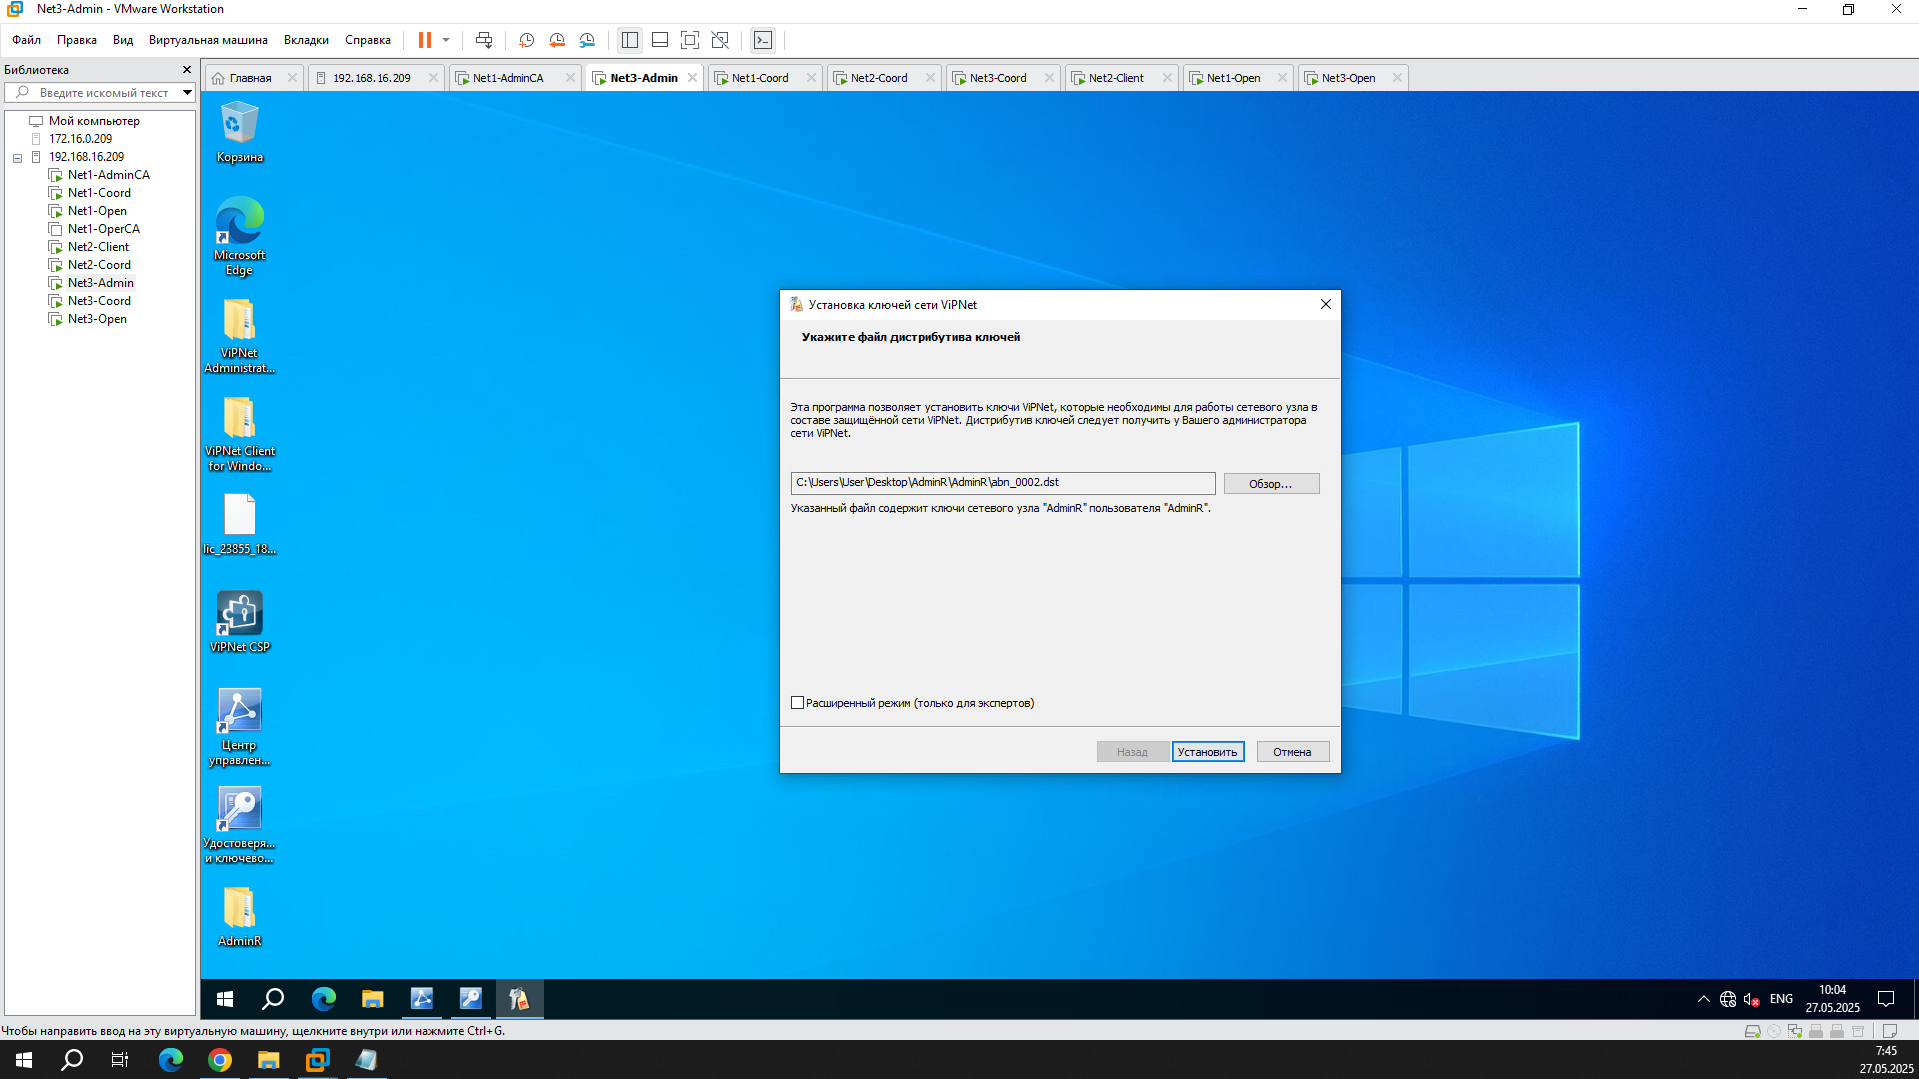 Net3-Admin - VMware Workstation
Файл Правка Вид Виртуальная машина Вкладки Справка
Библиотека
Введите искомый текст
Мой компьютер
172.16.0.209
192.168.16.209
Net1-AdminCA
Net1-Coord
Net1-Open
Net1-OperCA
Net2-Client
Net2-Coord
Net3-Admin
Net3-Coord
Net3-Open
Главная 192.168.16.209 Net1-AdminCA Net3-Admin Net1-Coord Net2-Coord Net3-Coord Net2-Client Net1-Open Net3-Open
Корзина
Microsoft
Edge
ViPNet
Administrat...
ViPNet Client
for Windo...
lic_23855_18...
ViPNet CSP
Центр
управлен...
Удостоверя...
и ключево...
AdminR
Установка ключей сети ViPNet
Укажите файл дистрибутива ключей
Эта программа позволяет установить ключи ViPNet, которые необходимы для работы сетевого узла в
составе защищённой сети ViPNet. Дистрибутив ключей следует получить у Вашего администратора
сети ViPNet.
C:\Users\User\Desktop\AdminR\AdminR\abn_0002.dst
Обзор...
Указанный файл содержит ключи сетевого узла "AdminR" пользователя "AdminR".
Расширенный режим (только для экспертов)
Назад Установить Отмена
ENG
10:04
27.05.2025
Чтобы направить ввод на эту виртуальную машину, щелкните внутри или нажмите Ctrl+G.
7:45
27.05.2025